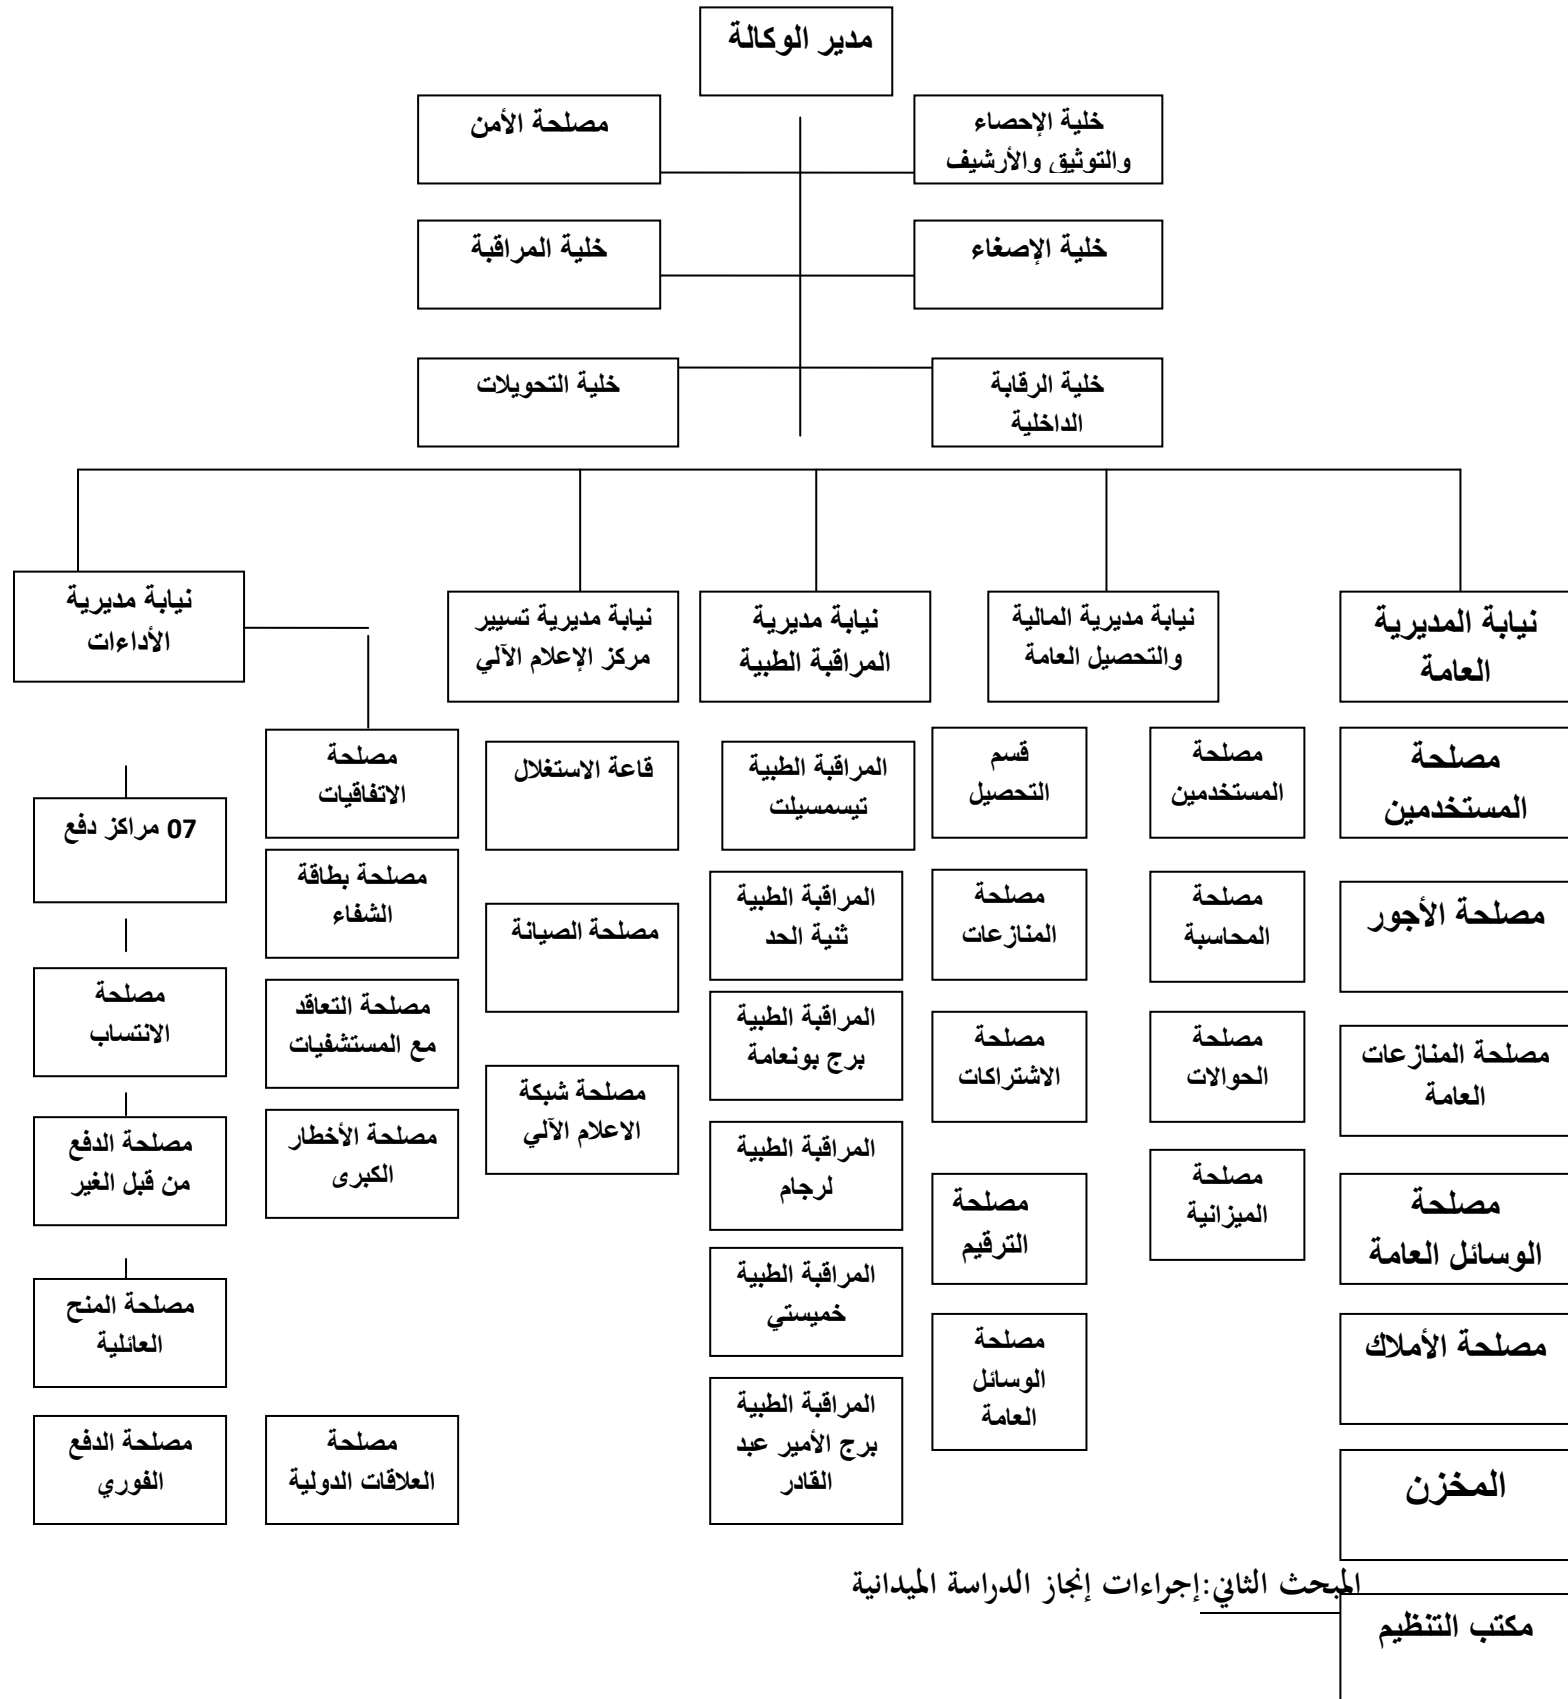 مدير الوكالة
خلية الإحصاء
والتوثيق والأرشيف
مصلحة الأمن
خلية الإصغاء
خلية المراقبة
خلية الرقابة
الداخلية
خلية التحويلات
نيابة المديرية
العامة
نيابة مديرية المالية
والتحصيل العامة
نيابة مديرية
المراقبة الطبية
نيابة مديرية تسيير
مركز الإعلام الآلي
نيابة مديرية
الأداءات
مصلحة
المستخدمين
مصلحة الأجور
مصلحة المنازعات
العامة
مصلحة
الوسائل العامة
مصلحة الأملاك
المخزن
مكتب التنظيم
مصلحة
المستخدمين
مصلحة
المحاسبة
مصلحة
الحوالات
مصلحة
الميزانية
قسم
التحصيل
مصلحة
المنازعات
مصلحة
الاشتراكات
مصلحة
الترقيم
مصلحة
الوسائل
العامة
المراقبة الطبية
تيسمسيلت
المراقبة الطبية
ثنية الحد
المراقبة الطبية
برج بونعامة
المراقبة الطبية
لرجام
المراقبة الطبية
خميستي
المراقبة الطبية
برج الأمير عبد
القادر
قاعة الاستغلال
مصلحة الصيانة
مصلحة شبكة
الاعلام الآلي
مصلحة
الاتفاقيات
مصلحة بطاقة
الشفاء
مصلحة التعاقد
مع المستشفيات
مصلحة الأخطار
الكبرى
مصلحة
العلاقات الدولية
07 مراكز دفع
مصلحة
الانتساب
مصلحة الدفع
من قبل الغير
مصلحة المنح
العائلية
مصلحة الدفع
الفوري
المبحث الثاني:إجراءات إنجاز الدراسة الميدانية